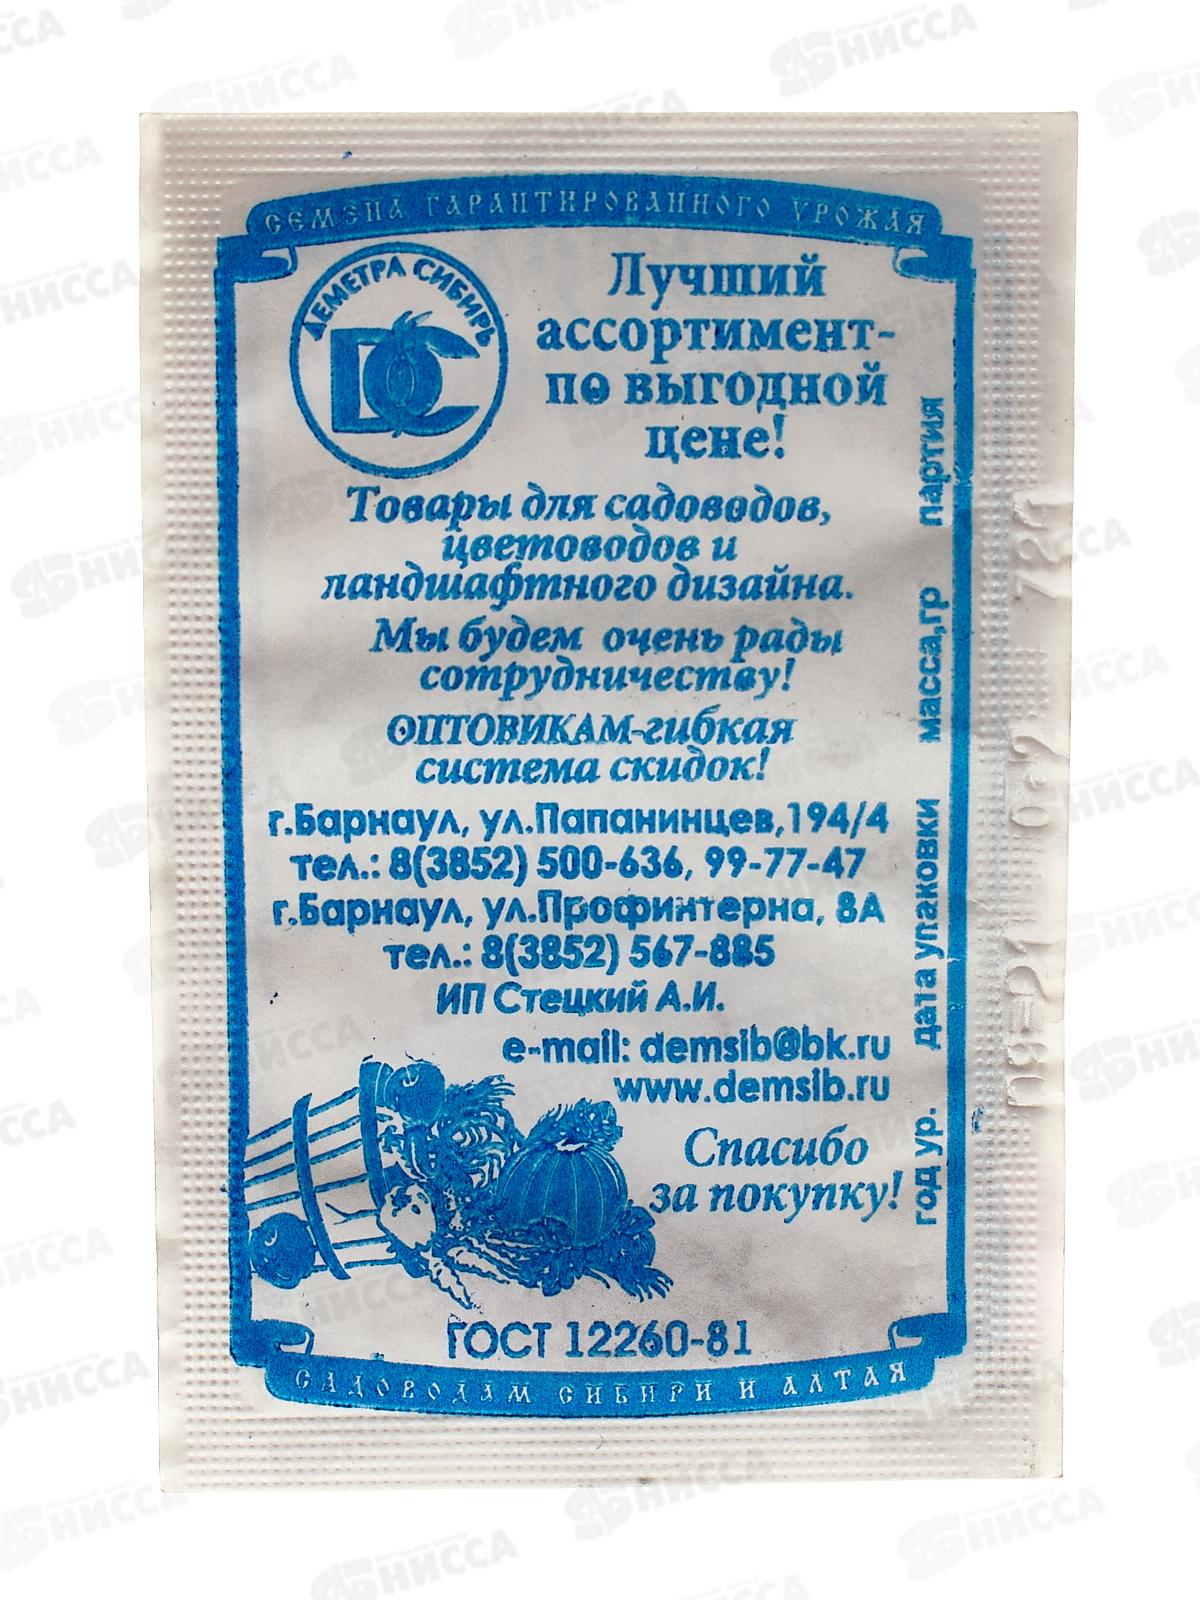 СЕМЕНА ГАРАНТИРОВАННОГО УРОЖАЯ
ДЕМЕТРА СИБИРЬ
DC
Лучший
ассортимент-
по выгодной
цене!
Товары для садоводов,
цветоводов и
ландшафтного дизайна.
Мы будем очень рады
сотрудничеству!
ОПТОВИКАМ-гибкая
система скидок!
г.Барнаул, ул.Папанинцев,194/4
тел.: 8(3852) 500-636, 99-77-47
г.Барнаул, ул.Профинтерна, 8А
тел.: 8(3852) 567-885
ИП Стецкий А.И.
e-mail: demsib@bk.ru
www.demsib.ru
Спасибо
за покупку!
ГОСТ 12260-81
САДОВОДАМ СИБИРИ И АЛТАЯ
год ур. дата упаковки масса,гр партия
НИССА